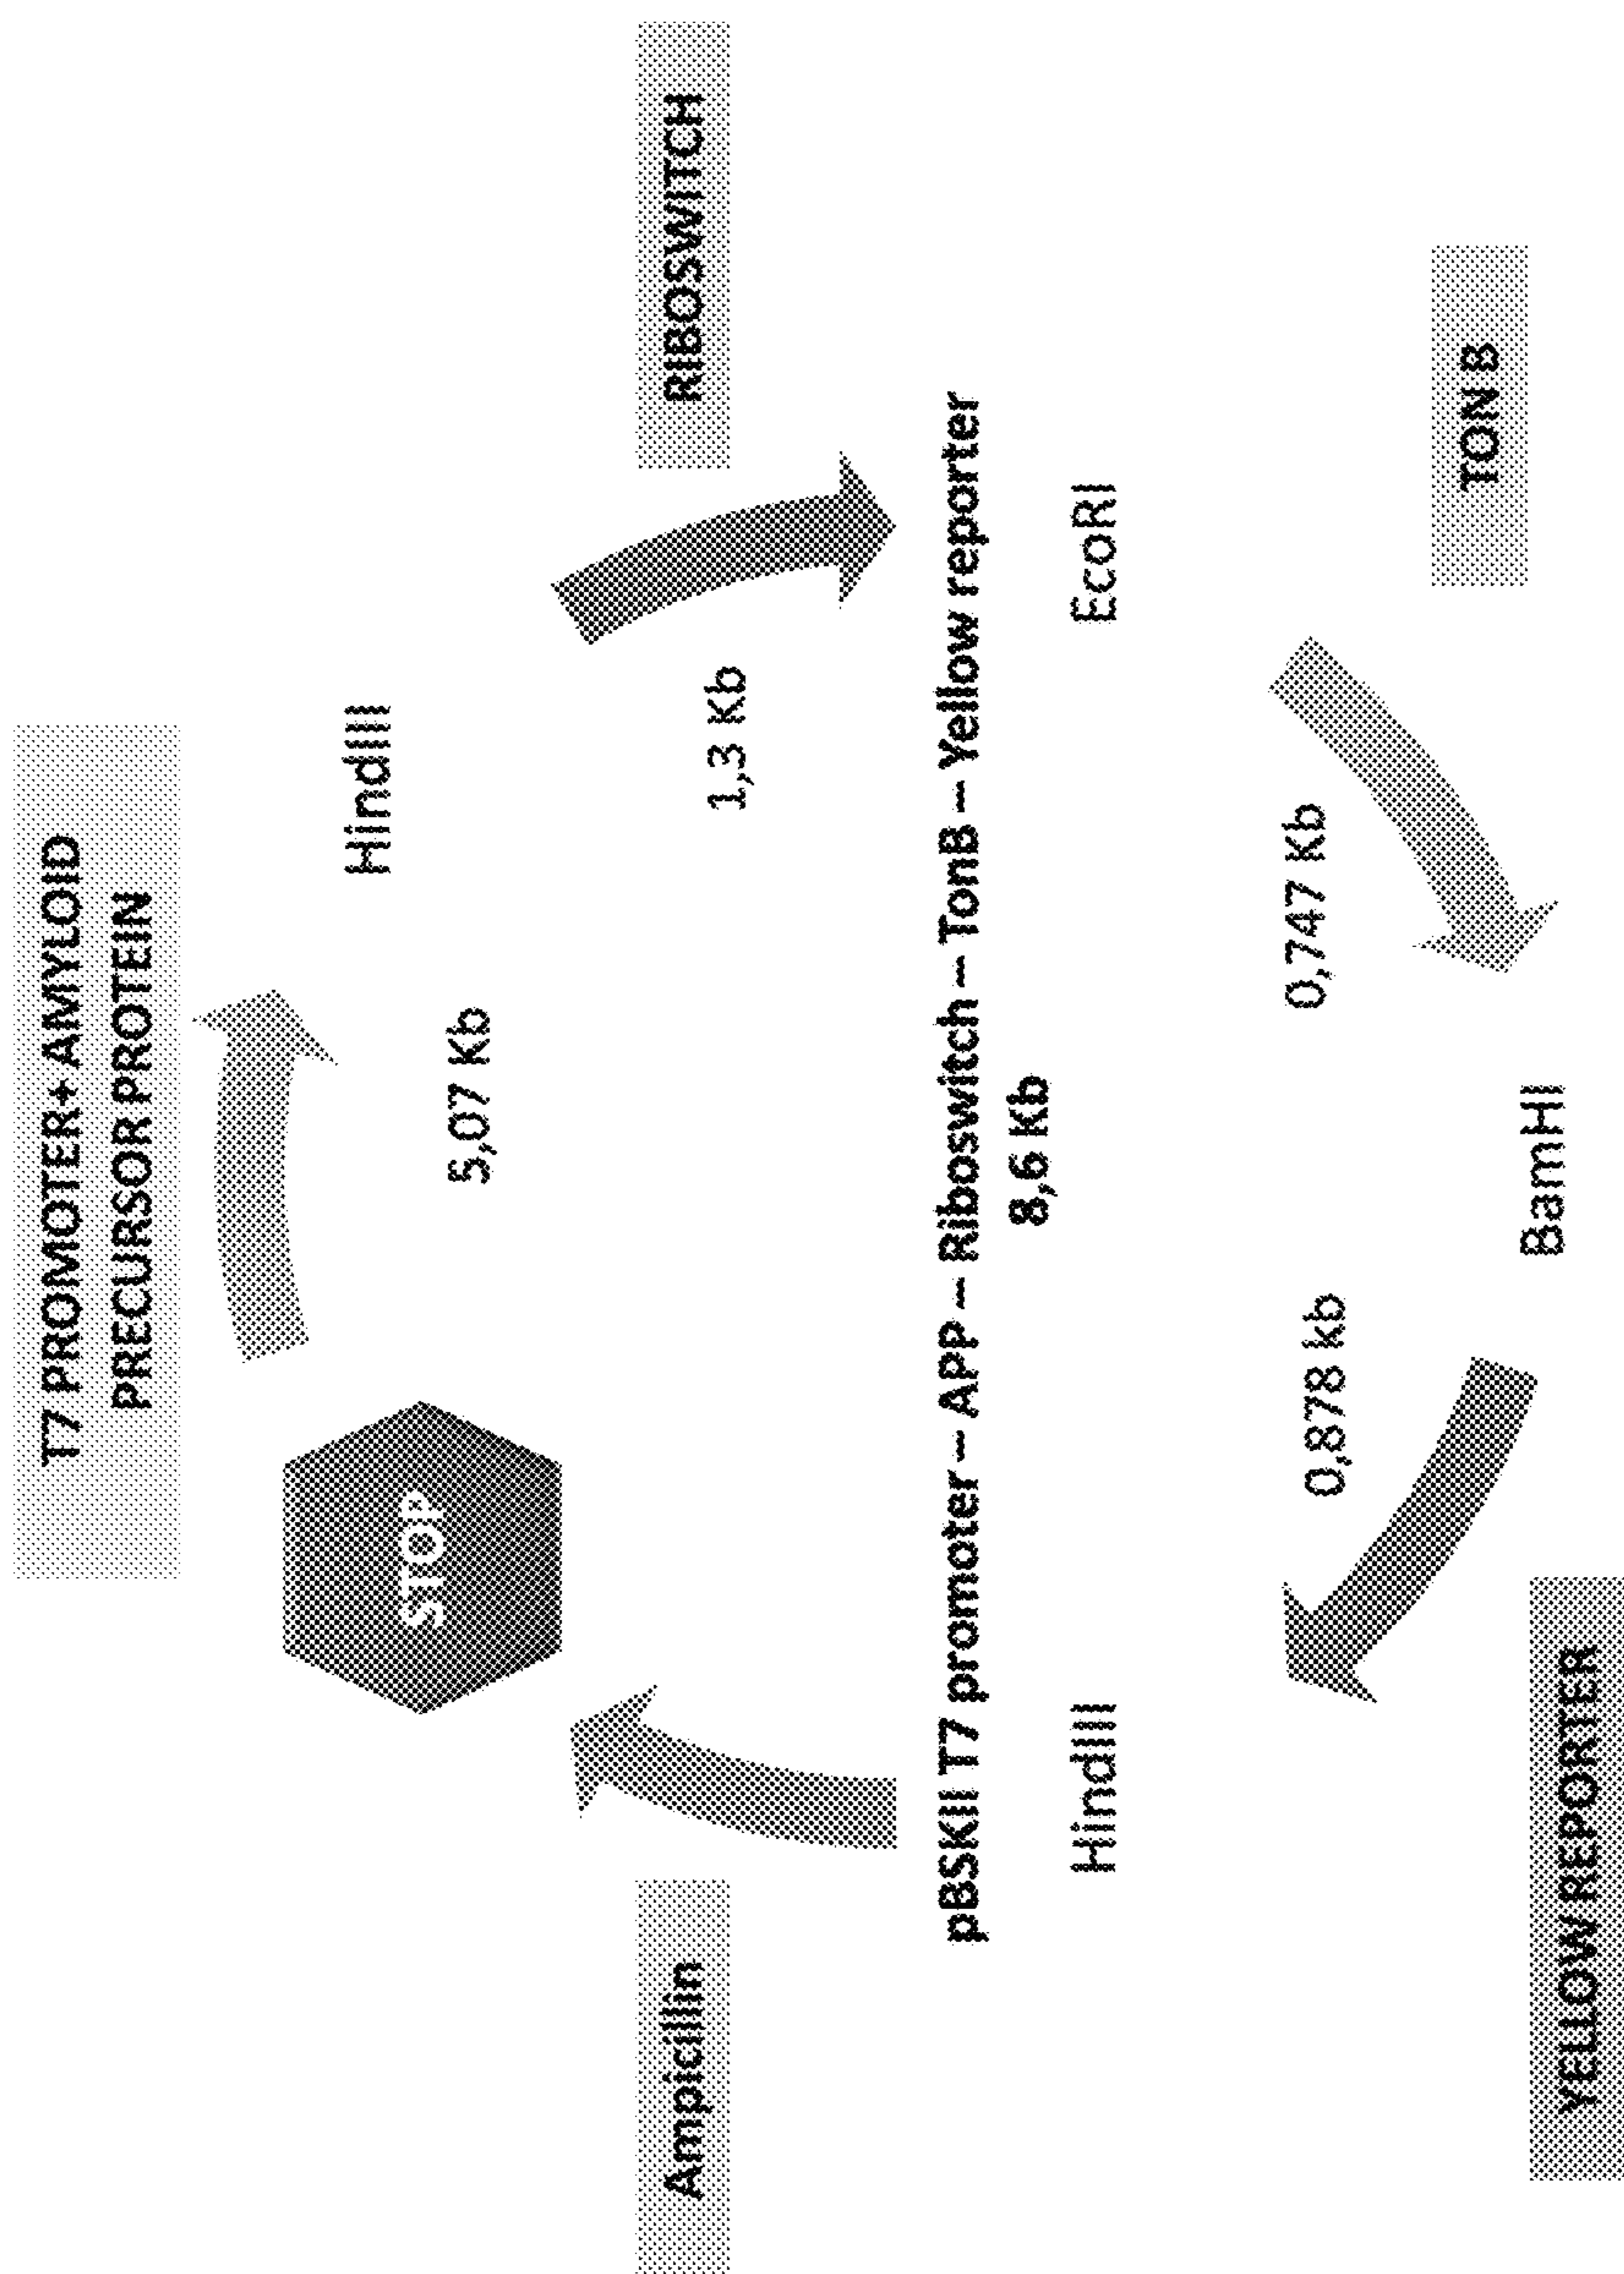 T7 PROMOTER+ AMYLOID
PRECURSOR PROTEIN
STOP
HindIII
5,07 Kb
Ampicillin
RIBOSWITCH
1,3 Kb
pBSKII T7 promoter – APP – Riboswitch – TonB – Yellow reporter
8,6 Kb
HindIII
EcoRI
0,878 kb
0,747 Kb
TON B
BamHI
YELLOW REPORTER